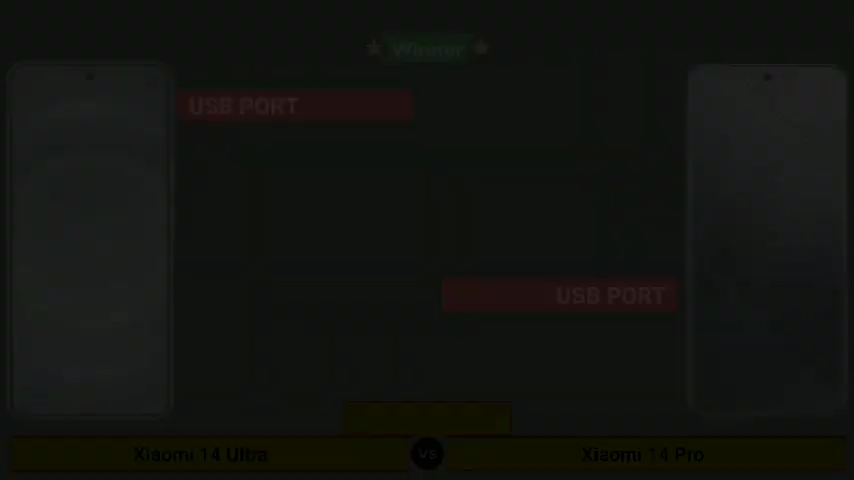 Winner
USB PORT
USB PORT
Xiaomi 14 Ultra
VS
Xiaomi 14 Pro